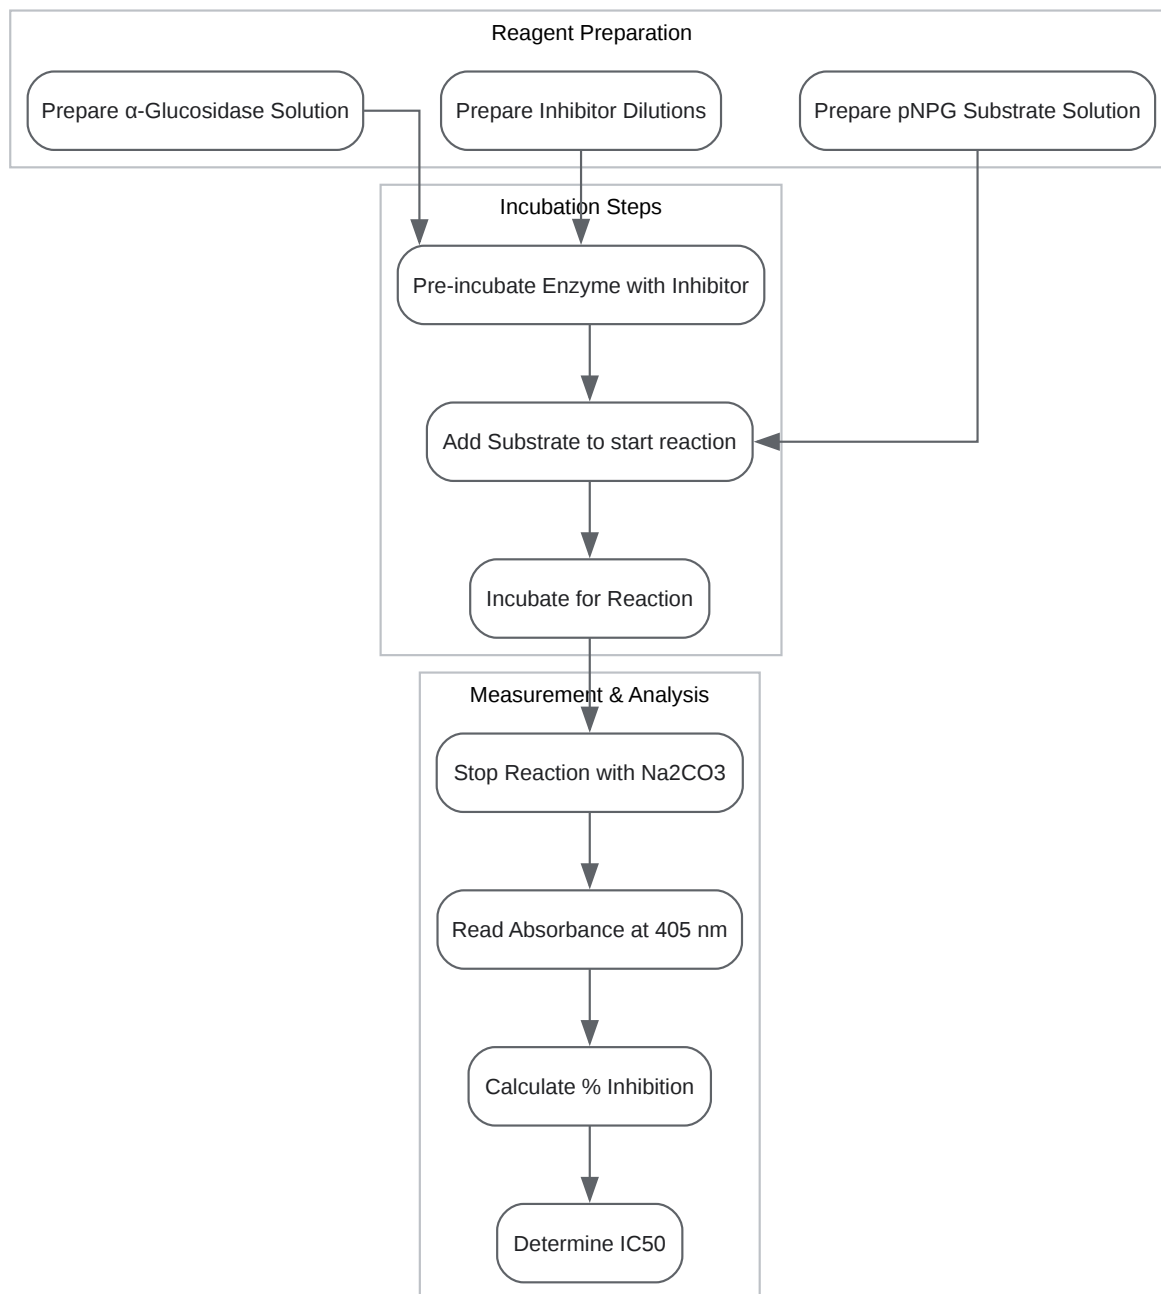 Reagent Preparation
Prepare α-Glucosidase Solution
Prepare Inhibitor Dilutions
Prepare pNPG Substrate Solution
Incubation Steps
Pre-incubate Enzyme with Inhibitor
Add Substrate to start reaction
Incubate for Reaction
Measurement & Analysis
Stop Reaction with Na2CO3
Read Absorbance at 405 nm
Calculate % Inhibition
Determine IC50